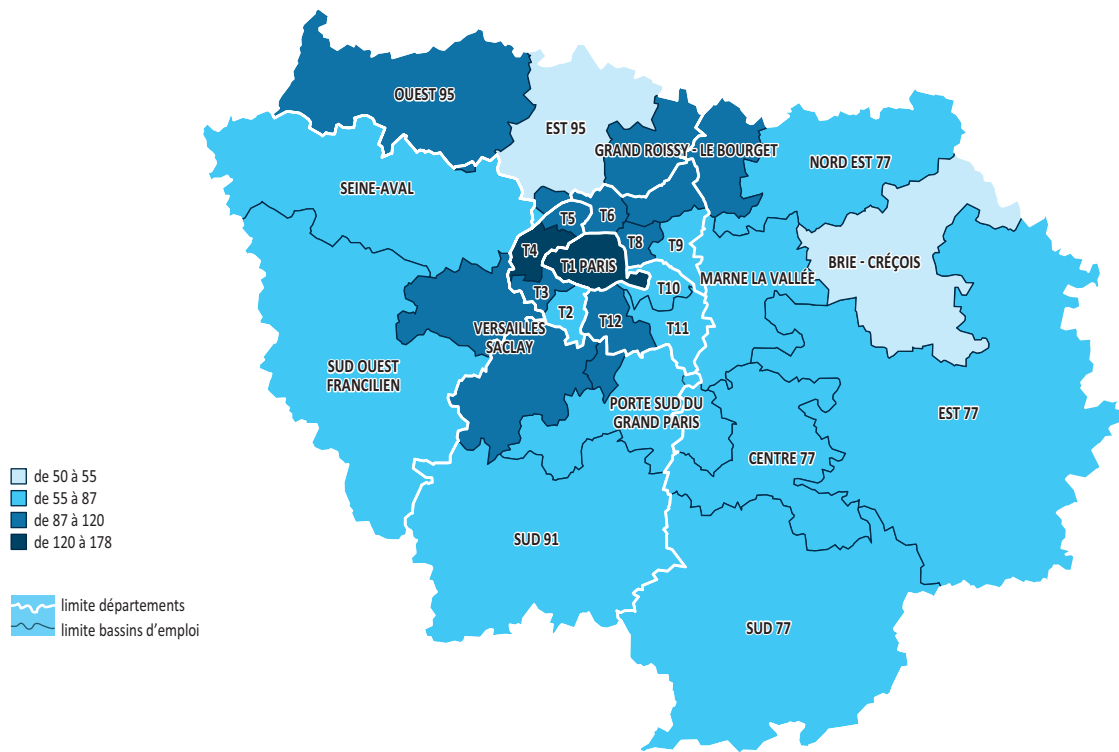 OUEST 95
EST 95
GRAND ROISSY - LE BOURGET
NORD EST 77
SEINE-AVAL
T5
T6
T8
T9
T4
T1 PARIS
BRIE - CRÉÇOIS
MARNE LA VALLÉE
T10
T3
T2
T12
T11
VERSAILLES
SACLAY
SUD OUEST
FRANCILIEN
PORTE SUD DU
GRAND PARIS
EST 77
CENTRE 77
SUD 91
SUD 77
de 50 à 55
de 55 à 87
de 87 à 120
de 120 à 178
limite départements
limite bassins d'emploi